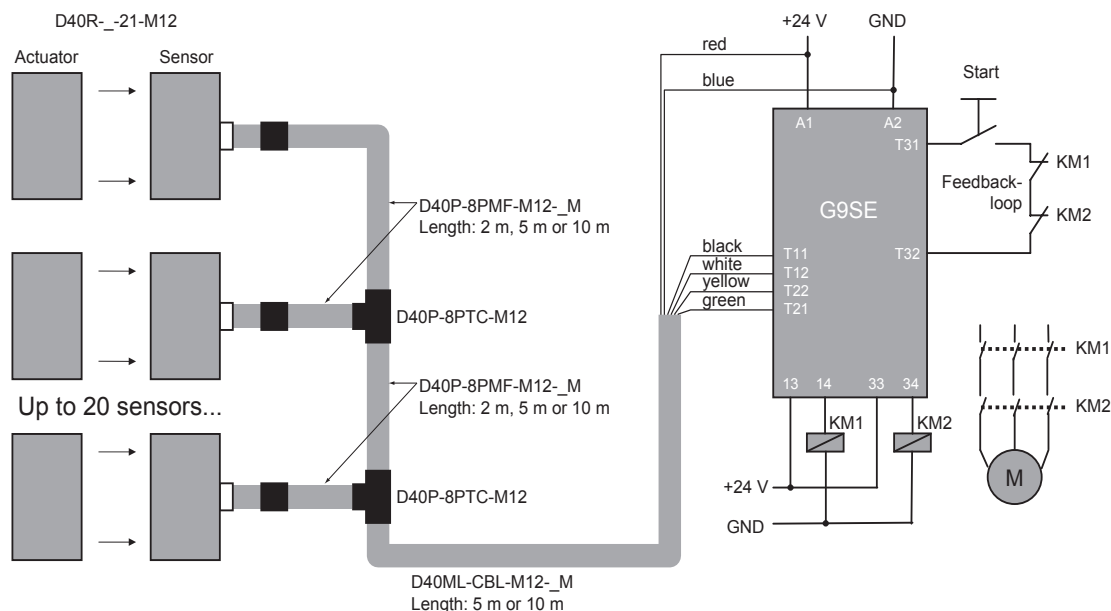 D40R-_-21-M12
Actuator
Sensor
+24 V
GND
red
blue
Start
A1
A2
T31
KM1
Feedback-
loop
G9SE
KM2
D40P-8PMF-M12-_M
Length: 2 m, 5 m or 10 m
black
T11
T32
white
T12
yellow
T22
green
T21
D40P-8PTC-M12
KM1
D40P-8PMF-M12-_M
Length: 2 m, 5 m or 10 m
13
14
33
34
Up to 20 sensors...
KM2
KM1
KM2
M
D40P-8PTC-M12
+24 V
GND
D40ML-CBL-M12-_M
Length: 5 m or 10 m